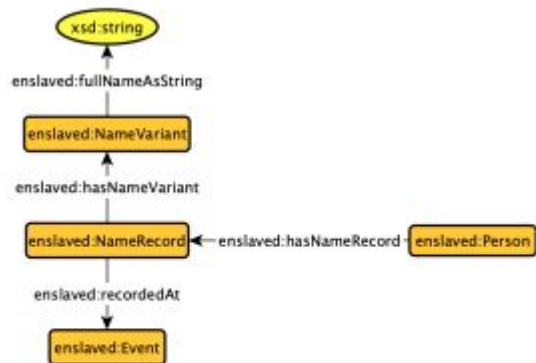 xsd:string
enslaved:fullNameAsString
enslaved:NameVariant
enslaved:hasNameVariant
enslaved:NameRecord
enslaved:hasNameRecord
enslaved:Person
enslaved:recordedAt
enslaved:Event